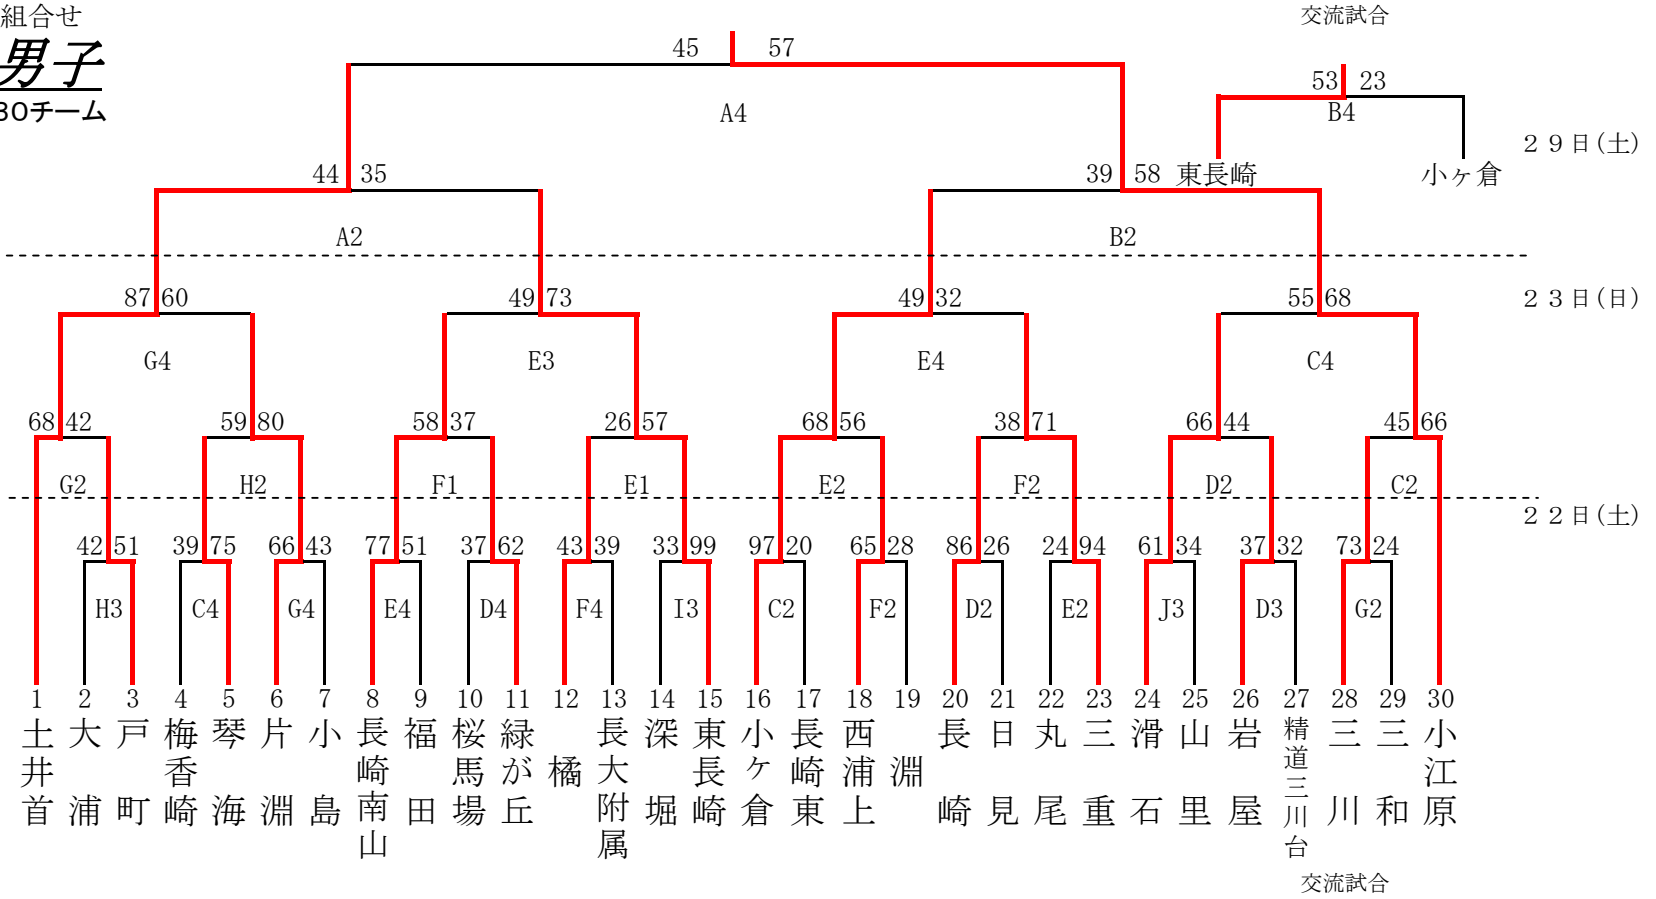 組合せ
男子
30チーム
交流試合
45 57
A4
53 23
B4
29日(土)
東長崎 小ヶ倉
44 35
39 58
A2 B2
87 60 49 73 49 32 55 68
23日(日)
G4 E3 E4 C4
68 42 59 80 58 37 26 57 68 56 38 71 66 44 45 66
G2 H2 F1 E1 E2 F2 D2 C2
22日(土)
42 51 39 75 66 43 77 51 37 62 43 39 33 99 97 20 65 28 86 26 24 94 61 34 37 32 73 24
H3 C4 G4 E4 D4 F4 I3 C2 F2 D2 E2 J3 D3 G2
1 2 3 4 5 6 7 8 9 10 11 12 13 14 15 16 17 18 19 20 21 22 23 24 25 26 27 28 29 30
土井首
大浦
戸町
梅香崎
琴海
片淵
小島
長崎南山
福田
桜馬場
緑が丘
橘
長大附属
深堀
東長崎
小ケ倉
長崎東
西浦上
淵
長崎
日見
丸尾
三重
滑石
山里
岩屋
精道三川台
三川
三和
小江原
交流試合